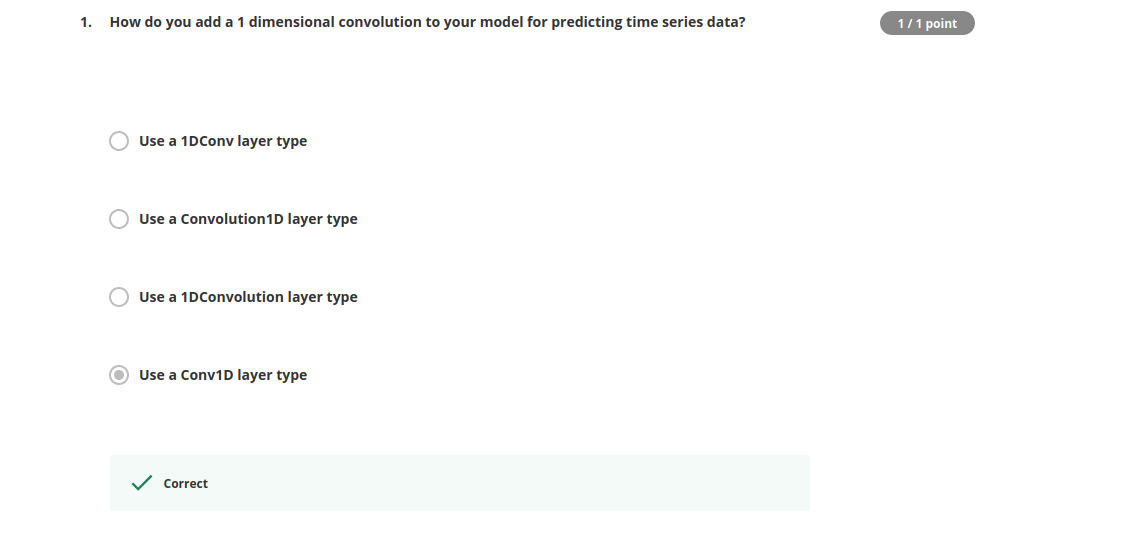 1. How do you add a 1 dimensional convolution to your model for predicting time series data?
1 / 1 point
Use a 1DConv layer type
Use a Convolution1D layer type
Use a 1DConvolution layer type
Use a Conv1D layer type
Correct